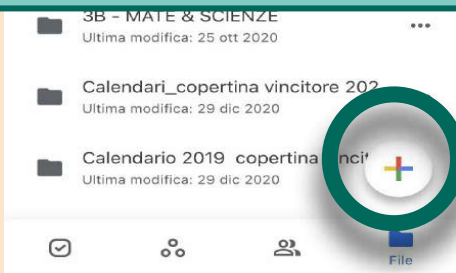 3B - MATE & SCIENZE
Ultima modifica: 25 ott 2020
Calendari_copertina vincitore 202
Ultima modifica: 29 dic 2020
Calendario 2019 copertina
Ultima modifica: 29 dic 2020
File